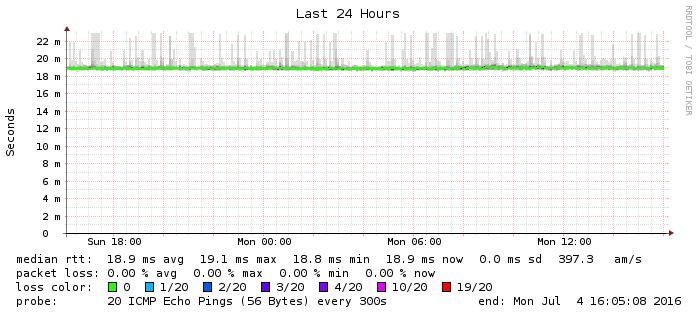 Last 24 Hours
RRDTOOL / TOBI OETIKER
Seconds
22 m
20 m
18 m
16 m
14 m
12 m
10 m
8 m
6 m
4 m
2 m
0
Sun 18:00 Mon 00:00 Mon 06:00 Mon 12:00
median rtt: 18.9 ms avg 19.1 ms max 18.8 ms min 18.9 ms now 0.0 ms sd 397.3 am/s
packet loss: 0.00 % avg 0.00 % max 0.00 % min 0.00 % now
loss color: 0 1/20 2/20 3/20 4/20 10/20 19/20
probe: 20 ICMP Echo Pings (56 Bytes) every 300s end: Mon Jul 4 16:05:08 2016